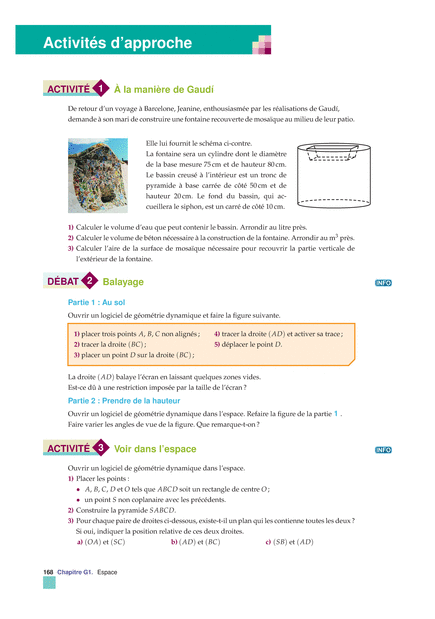 Activités d'approche
ACTIVITÉ 1 À la manière de Gaudí
De retour d'un voyage à Barcelone, Jeanine, enthousiasmée par les réalisations de Gaudí,
demande à son mari de construire une fontaine recouverte de mosaïque au milieu de leur patio.
Elle lui fournit le schéma ci-contre.
La fontaine sera un cylindre dont le diamètre
de la base mesure 75 cm et de hauteur 80 cm.
Le bassin creusé à l'intérieur est un tronc de
pyramide à base carrée de côté 50 cm et de
hauteur 20 cm. Le fond du bassin, qui ac-
cueillera le siphon, est un carré de côté 10 cm.
1) Calculer le volume d'eau que peut contenir le bassin. Arrondir au litre près.
2) Calculer le volume de béton nécessaire à la construction de la fontaine. Arrondir au m³ près.
3) Calculer l'aire de la surface de mosaïque nécessaire pour recouvrir la partie verticale de
l'extérieur de la fontaine.
DÉBAT 2 Balayage
INFO
Partie 1 : Au sol
Ouvrir un logiciel de géométrie dynamique et faire la figure suivante.
1) placer trois points A, B, C non alignés ;
2) tracer la droite (BC) ;
3) placer un point D sur la droite (BC) ;
4) tracer la droite (AD) et activer sa trace ;
5) déplacer le point D.
La droite (AD) balaye l'écran en laissant quelques zones vides.
Est-ce dû à une restriction imposée par la taille de l'écran ?
Partie 2 : Prendre de la hauteur
Ouvrir un logiciel de géométrie dynamique dans l'espace. Refaire la figure de la partie 1 .
Faire varier les angles de vue de la figure. Que remarque-t-on ?
ACTIVITÉ 3 Voir dans l'espace
INFO
Ouvrir un logiciel de géométrie dynamique dans l'espace.
1) Placer les points :
• A, B, C, D et O tels que ABCD soit un rectangle de centre O ;
• un point S non coplanaire avec les précédents.
2) Construire la pyramide SABCD.
3) Pour chaque paire de droites ci-dessous, existe-t-il un plan qui les contienne toutes les deux ?
Si oui, indiquer la position relative de ces deux droites.
a) (OA) et (SC) b) (AD) et (BC) c) (SB) et (AD)
168 Chapitre G1. Espace